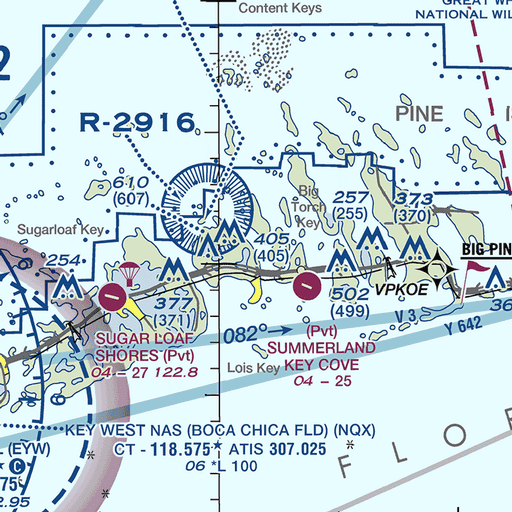 Content Keys
GREAT WH
NATIONAL WIL
2
R-2916
PINE
610
(607)
Big
Torch
Key
257
(255)
373
(370)
Sugarloaf Key
405
(405)
BIG PIN
254
377
(371)
502
(499)
VPKOE
36
V 3
Y 642
082°
SUGAR LOAF
SHORES (Pvt)
04 - 27 122.8
(Pvt)
SUMMERLAND
KEY COVE
04 - 25
Lois Key
KEY WEST NAS (BOCA CHICA FLD) (NQX)
CT - 118.575* ATIS 307.025
06 *L 100
L (EYW)
* C
75
2.95
F L O F